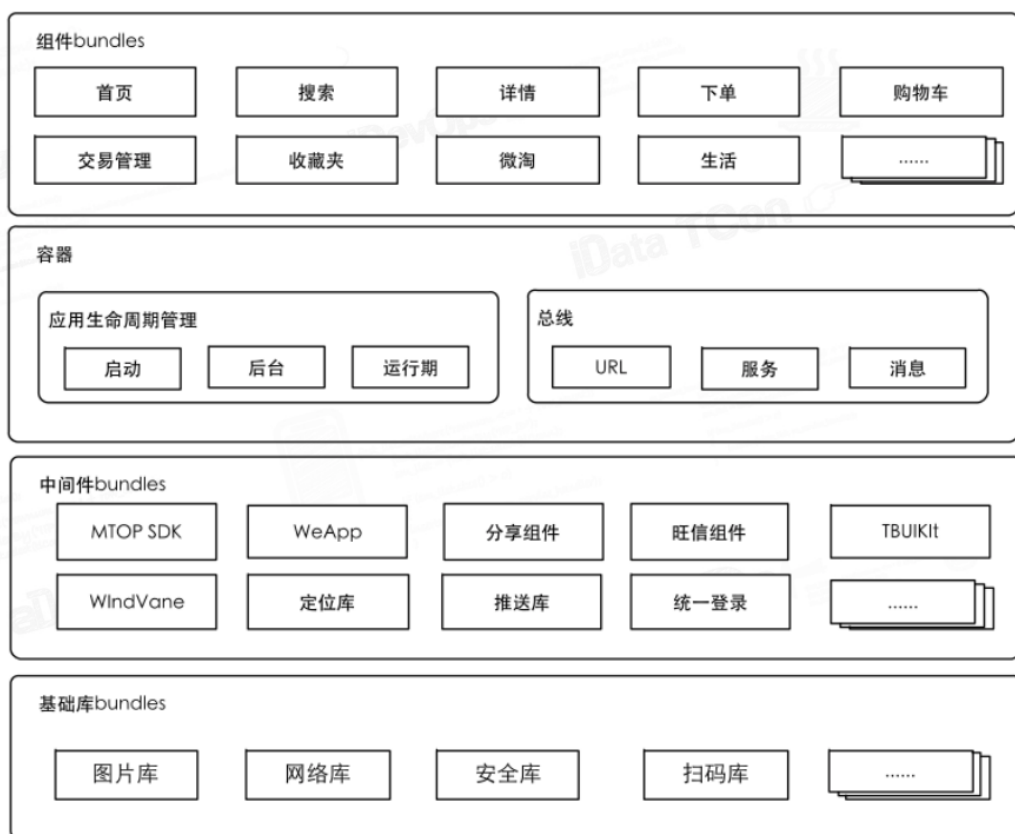 组件bundles
首页 搜索 详情 下单 购物车
交易管理 收藏夹 微淘 生活 ......
iData TCon
容器
应用生命周期管理 总线
启动 后台 运行期 URL 服务 消息
中间件bundles
MTOP SDK WeApp 分享组件 旺信组件 TBUIKIt
WIndVane 定位库 推送库 统一登录 ......
基础库bundles
图片库 网络库 安全库 扫码库 ......